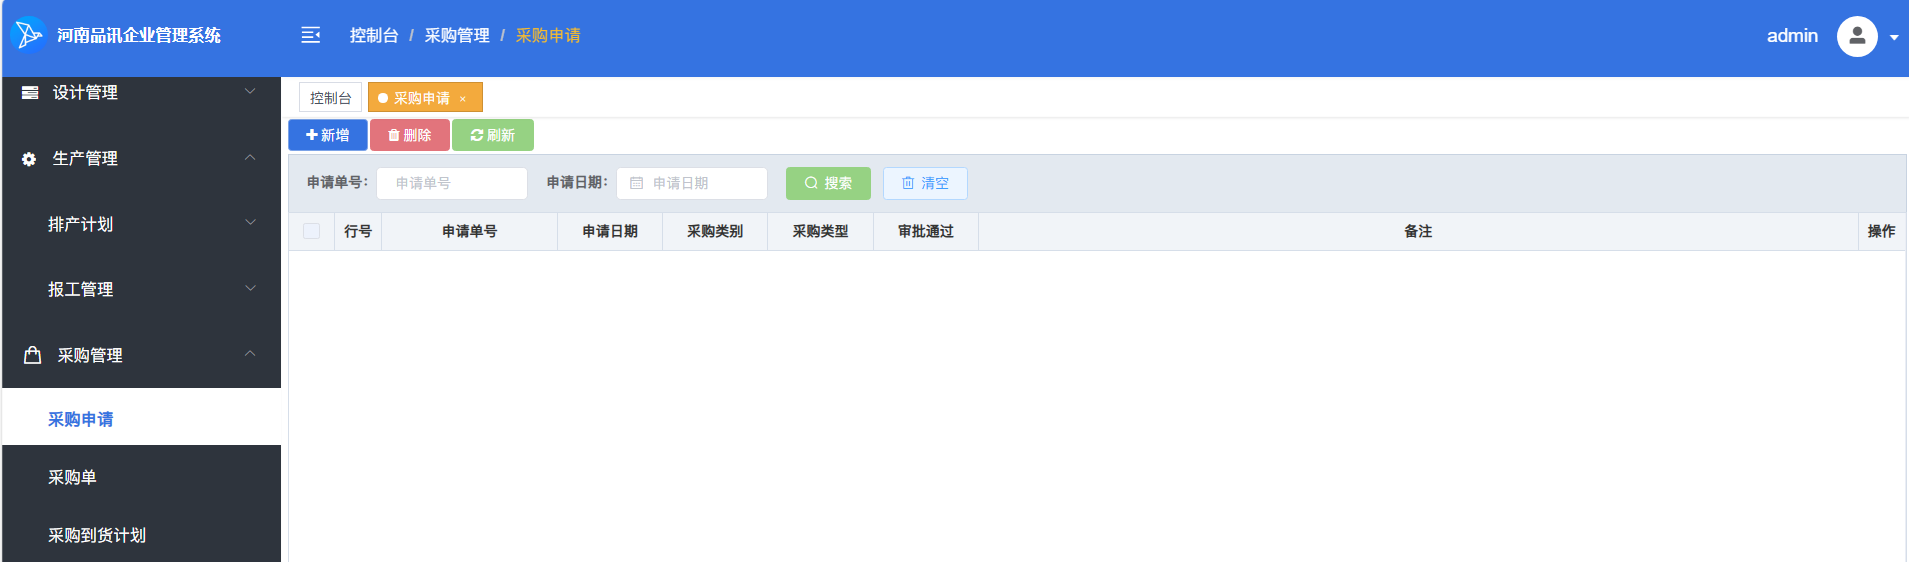 河南品讯企业管理系统
控制台 / 采购管理 / 采购申请
admin
设计管理
生产管理
排产计划
报工管理
采购管理
采购申请
采购单
采购到货计划
控制台 采购申请 ×
新增 删除 刷新
申请单号: 申请单号 申请日期: 申请日期 搜索 清空
行号 申请单号 申请日期 采购类别 采购类型 审批通过 备注 操作